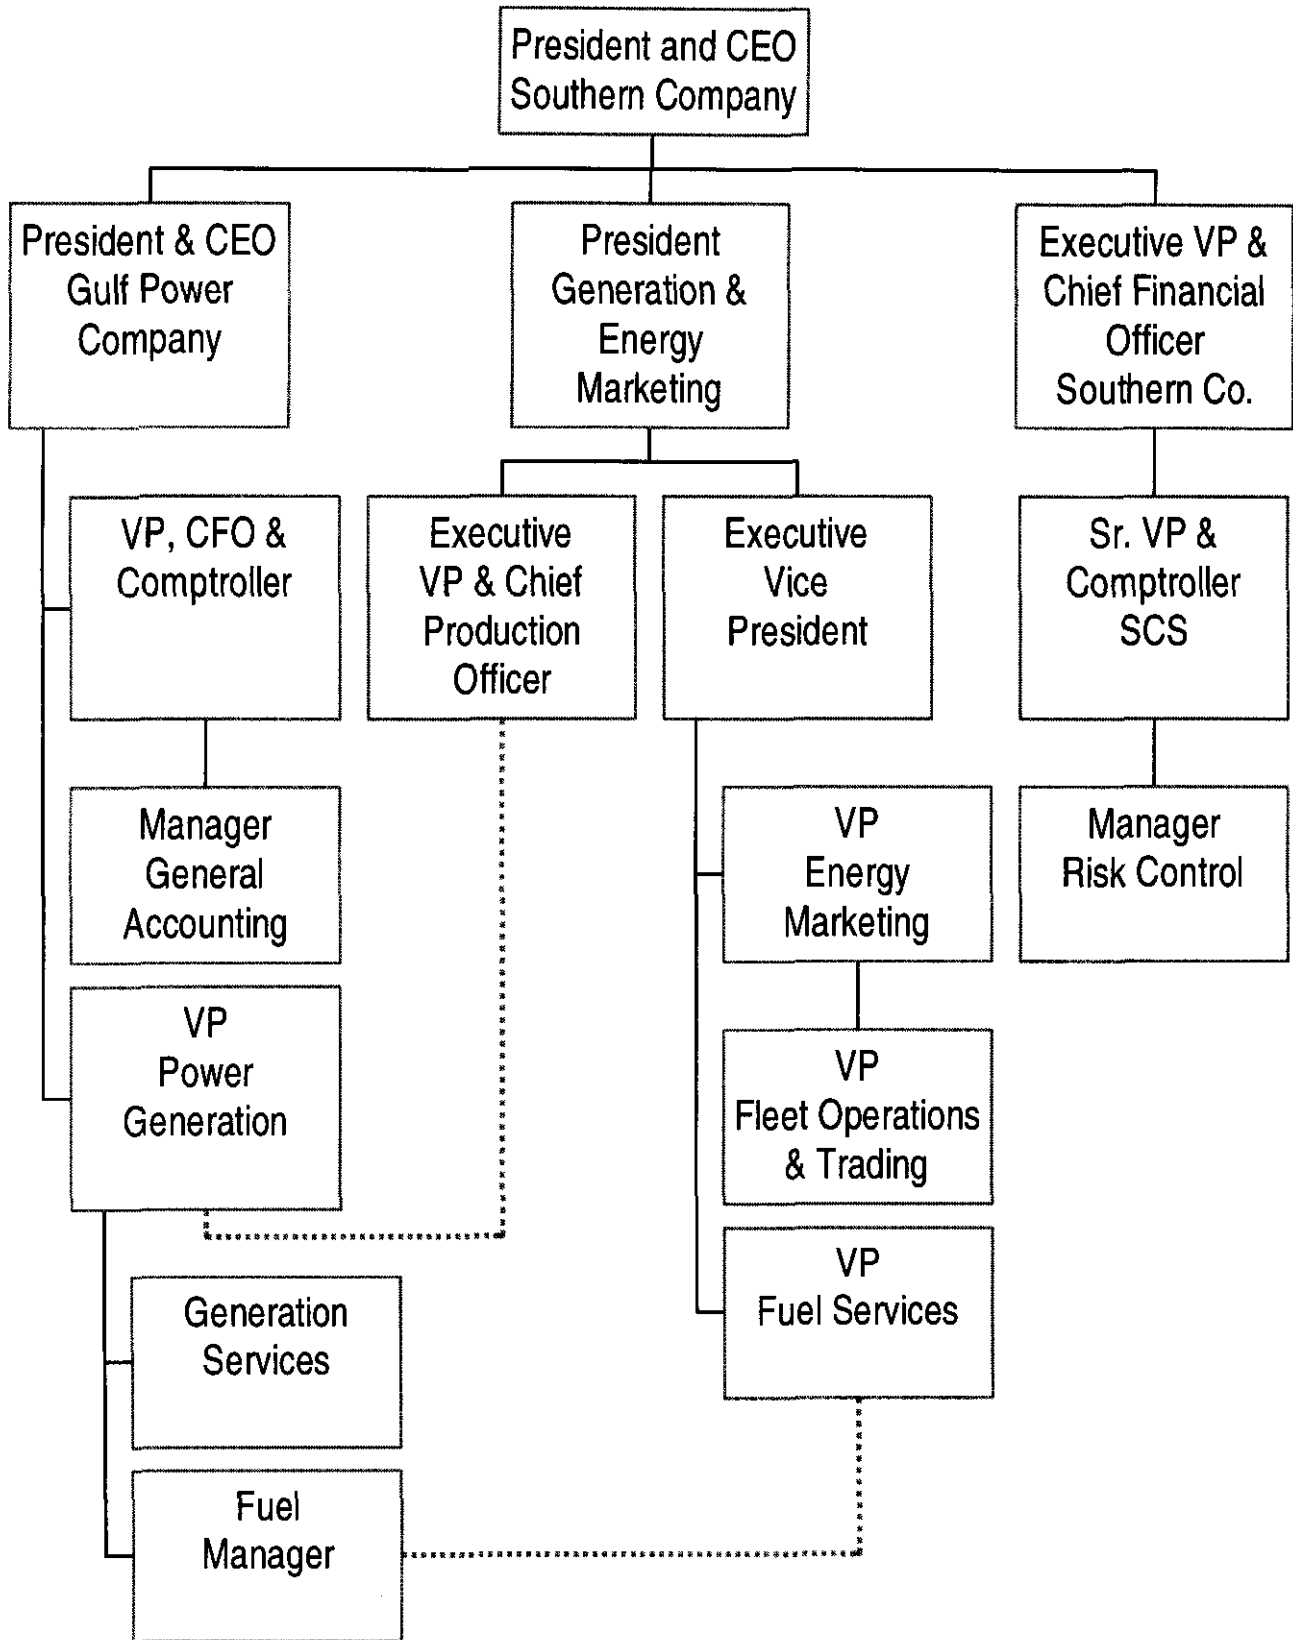 President and CEO
Southern Company
President & CEO
Gulf Power
Company
President
Generation &
Energy
Marketing
Executive VP &
Chief Financial
Officer
Southern Co.
VP, CFO &
Comptroller
Executive
VP & Chief
Production
Officer
Executive
Vice
President
Sr. VP &
Comptroller
SCS
Manager
General
Accounting
VP
Energy
Marketing
Manager
Risk Control
VP
Power
Generation
VP
Fleet Operations
& Trading
VP
Fuel Services
Generation
Services
Fuel
Manager